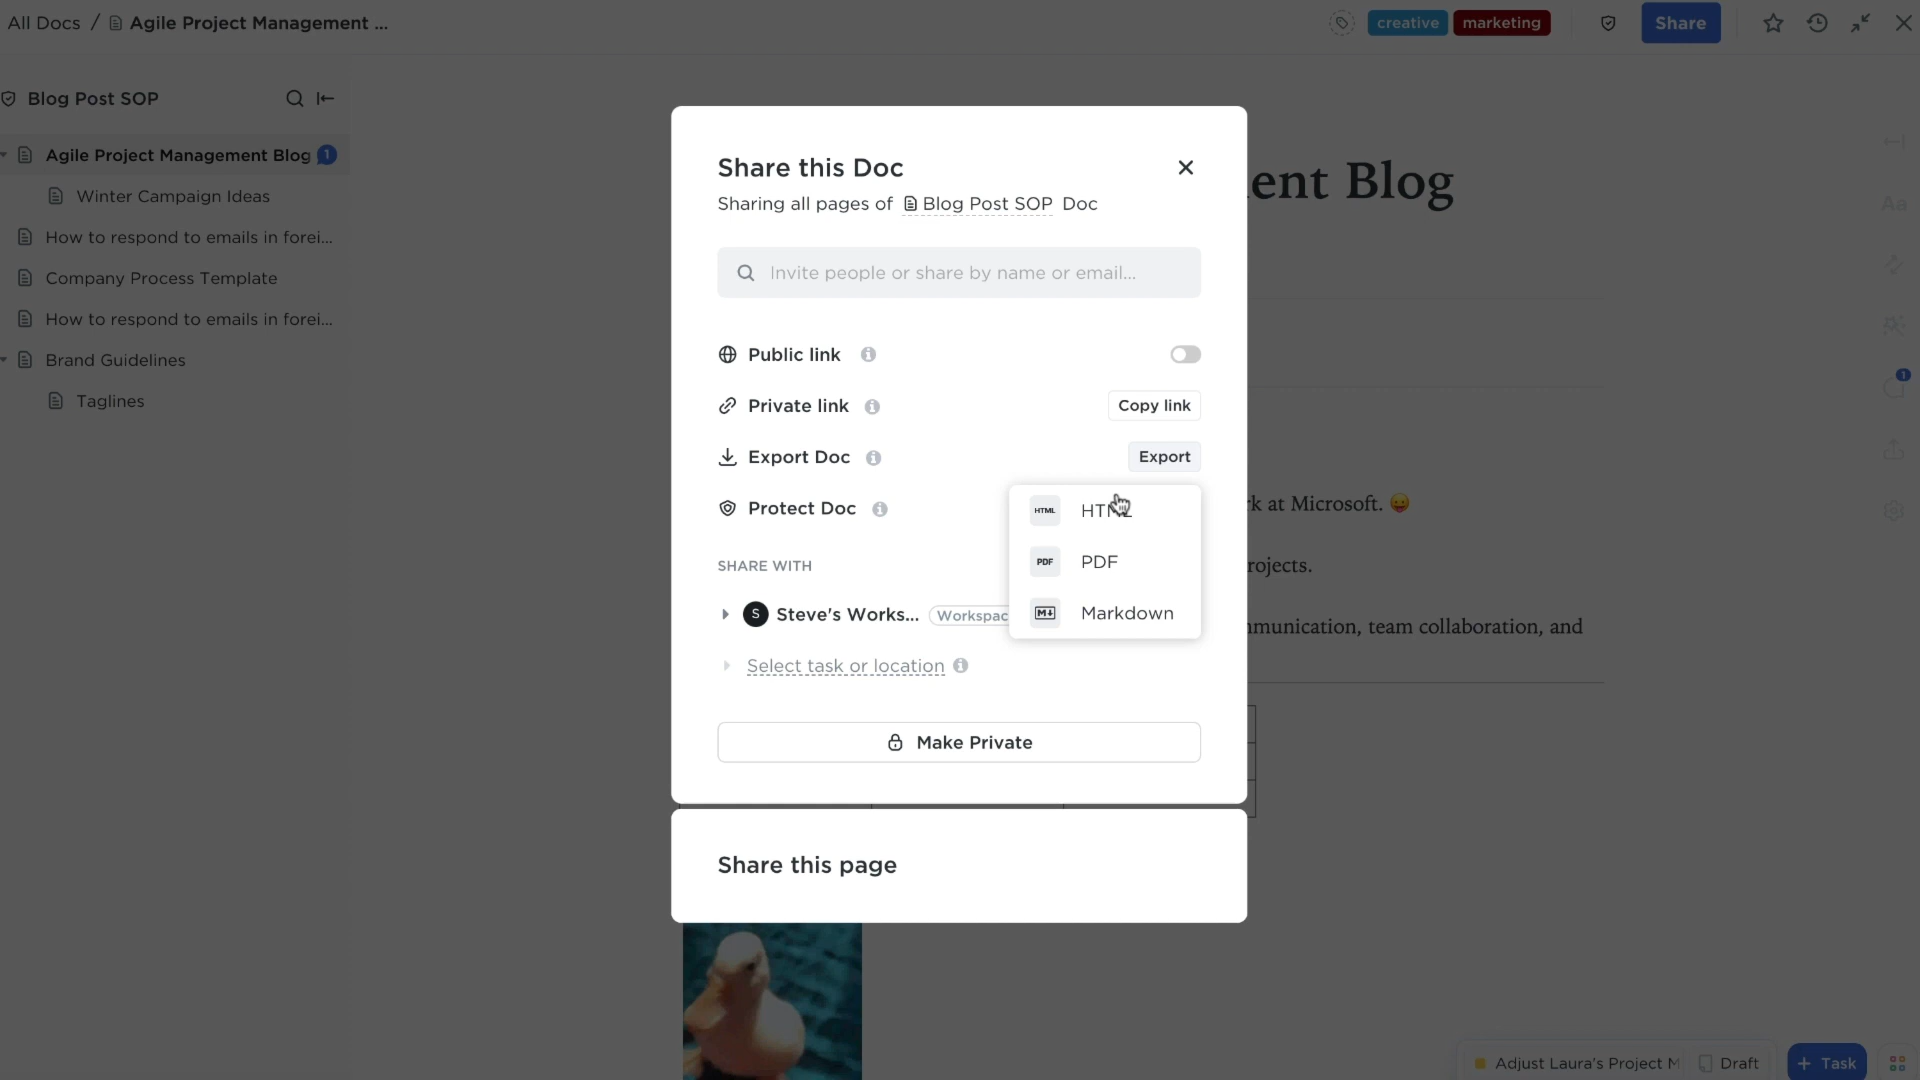 All Docs / Agile Project Management ...
creative
marketing
Share
Blog Post SOP
Agile Project Management Blog 1
Winter Campaign Ideas
How to respond to emails in forei...
Company Process Template
How to respond to emails in forei...
Brand Guidelines
Taglines
ent Blog
Aa
1
k at Microsoft. 😛
rojects.
munication, team collaboration, and
Share this Doc
Sharing all pages of Blog Post SOP Doc
Invite people or share by name or email...
Public link
Private link
Copy link
Export Doc
Export
Protect Doc
HTML HTML
PDF PDF
M↓ Markdown
SHARE WITH
S Steve's Works... Workspac
Select task or location
Make Private
Share this page
Adjust Laura's Project M
Draft
+ Task